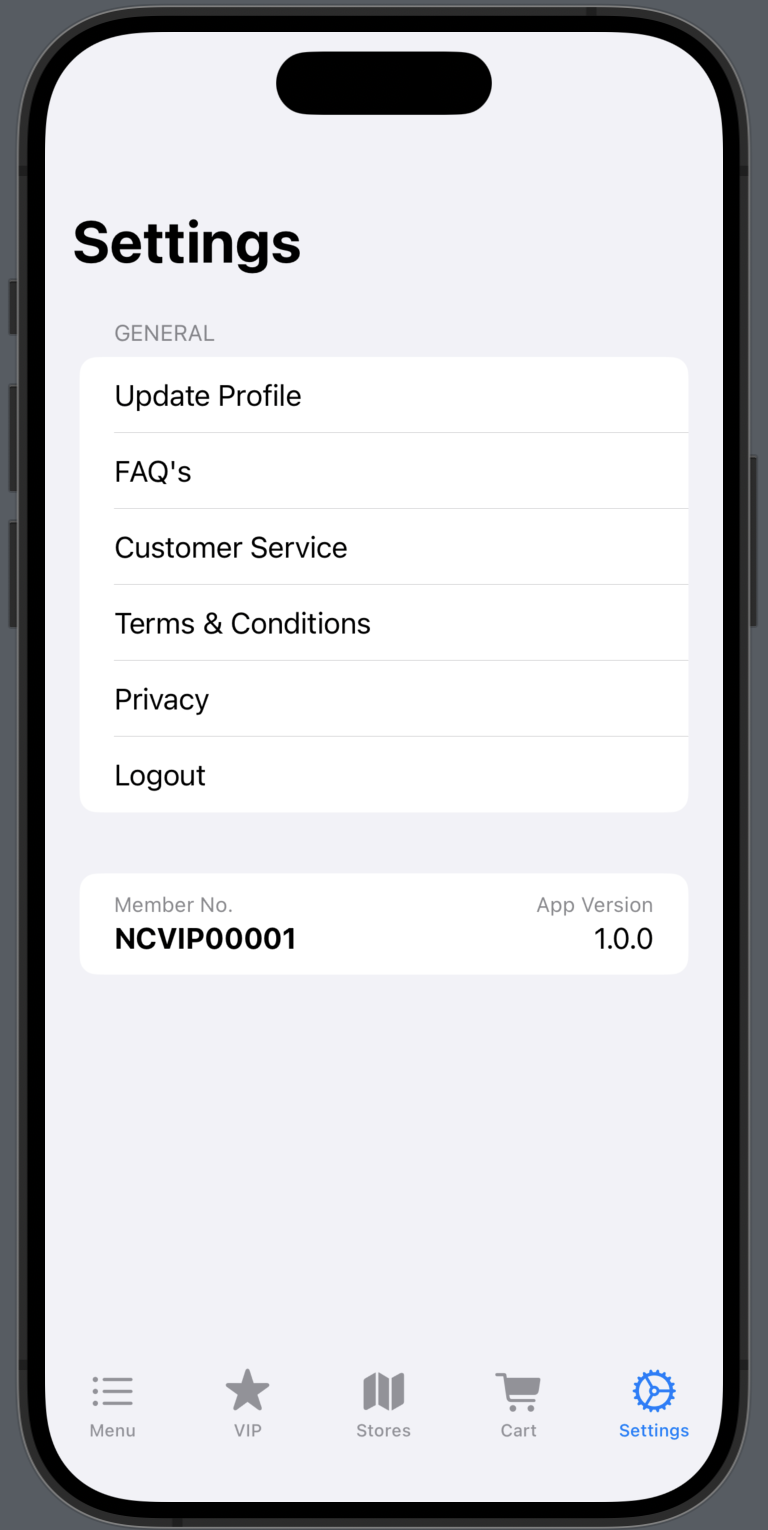 Settings
GENERAL
Update Profile
FAQ's
Customer Service
Terms & Conditions
Privacy
Logout
Member No. App Version
NCVIP00001 1.0.0
Menu VIP Stores Cart Settings